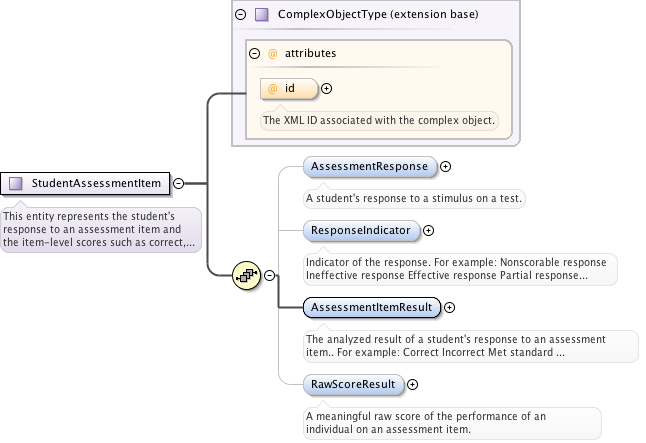 ComplexObjectType (extension base)
@ attributes
@ id
The XML ID associated with the complex object.
StudentAssessmentItem
This entity represents the student's
response to an assessment item and
the item-level scores such as correct,...
AssessmentResponse
A student's response to a stimulus on a test.
ResponseIndicator
Indicator of the response. For example: Nonscorable response
Ineffective response Effective response Partial response...
AssessmentItemResult
The analyzed result of a student's response to an assessment
item.. For example: Correct Incorrect Met standard ...
RawScoreResult
A meaningful raw score of the performance of an
individual on an assessment item.